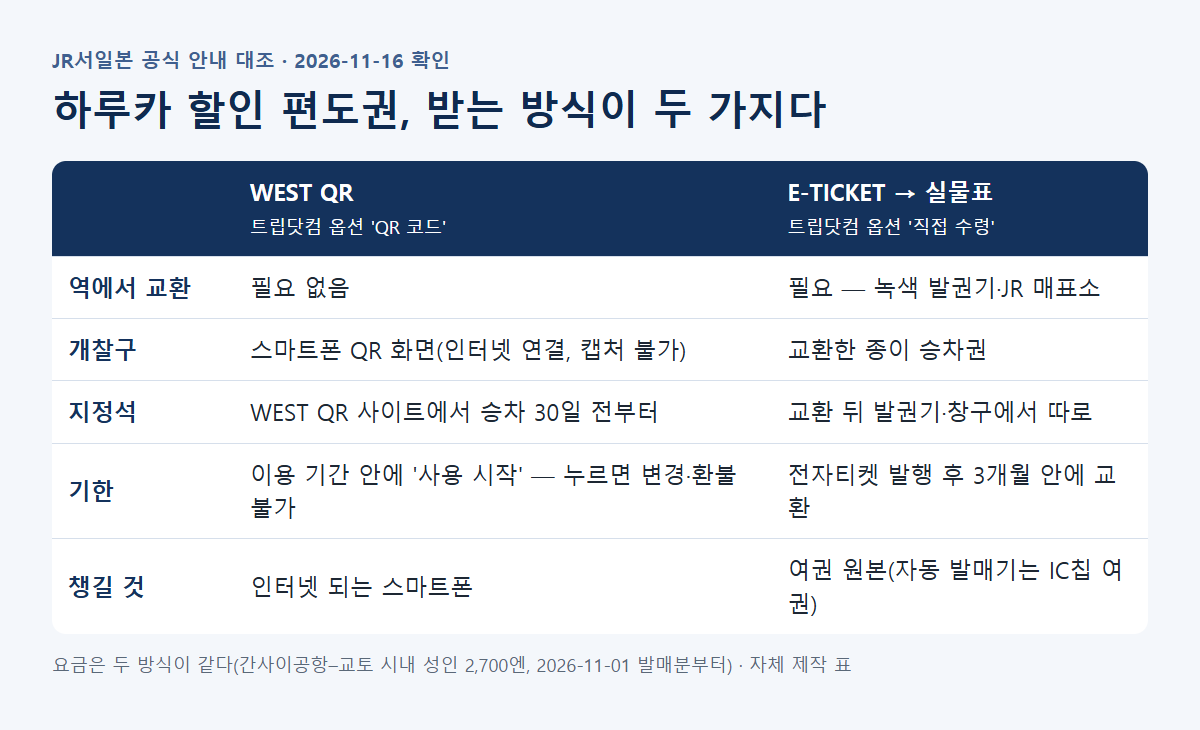 JR서일본 공식 안내 대조 · 2026-11-16 확인
하루카 할인 편도권, 받는 방식이 두 가지다
WEST QR
트립닷컴 옵션 'QR 코드'
E-TICKET → 실물표
트립닷컴 옵션 '직접 수령'
역에서 교환
필요 없음
필요 — 녹색 발권기·JR 매표소
개찰구
스마트폰 QR 화면(인터넷 연결, 캡처 불가)
교환한 종이 승차권
지정석
WEST QR 사이트에서 승차 30일 전부터
교환 뒤 발권기·창구에서 따로
기한
이용 기간 안에 '사용 시작' — 누르면 변경·환불
불가
전자티켓 발행 후 3개월 안에 교
환
챙길 것
인터넷 되는 스마트폰
여권 원본(자동 발매기는 IC칩 여
권)
요금은 두 방식이 같다(간사이공항–교토 시내 성인 2,700엔, 2026-11-01 발매분부터) · 자체 제작 표